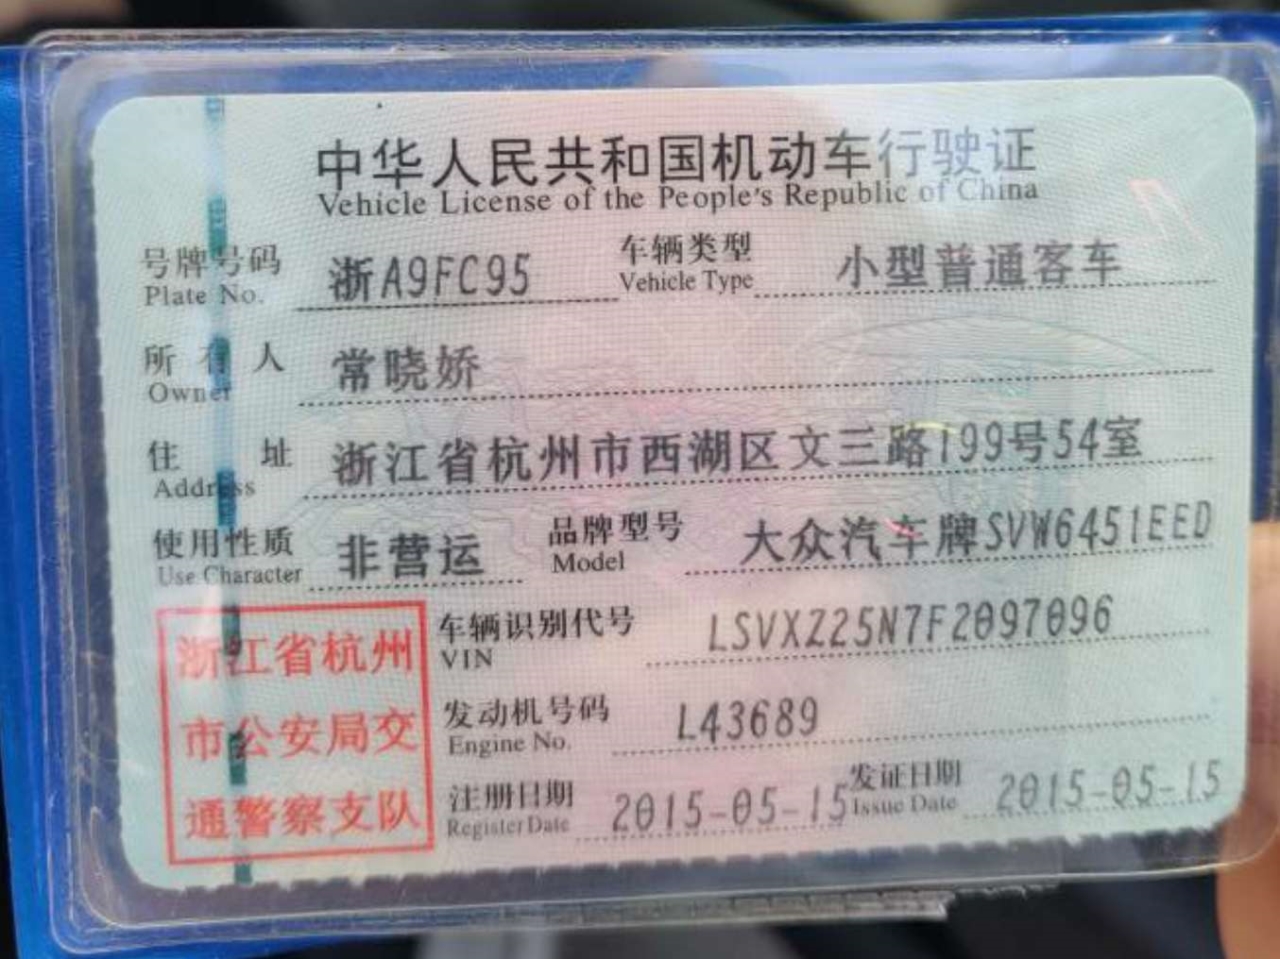 中华人民共和国机动车行驶证
Vehicle License of the People's Republic of China
号牌号码 浙A9FC95 车辆类型 小型普通客车
Plate No. Vehicle Type
所有人 常晓娇
Owner
住址 浙江省杭州市西湖区文三路199号54室
Address
使用性质 非营运 品牌型号 大众汽车牌SVW6451EED
Use Character Model
浙江省杭州
市公安局交
通警察支队
车辆识别代号 LSVXZ25N7F2097096
VIN
发动机号码 L43689
Engine No.
注册日期 2015-05-15 发证日期 2015-05-15
Register Date Issue Date